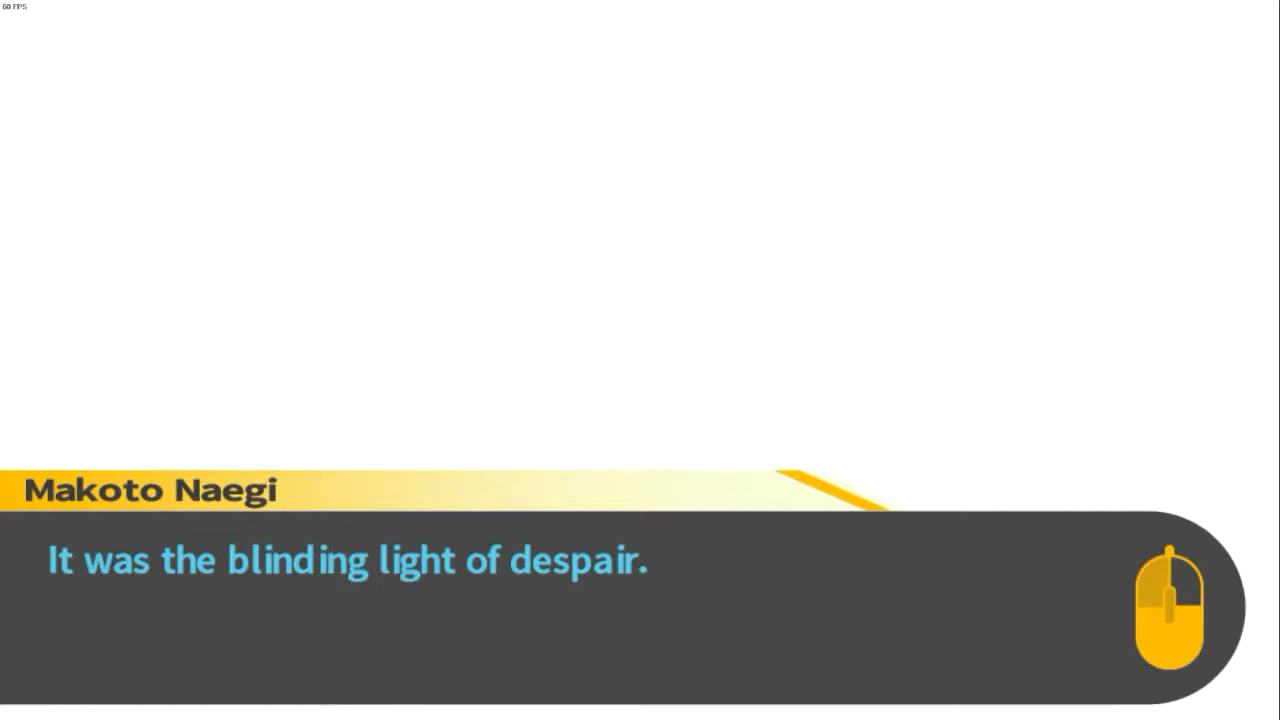 60 FPS
Makoto Naegi
It was the blinding light of despair.